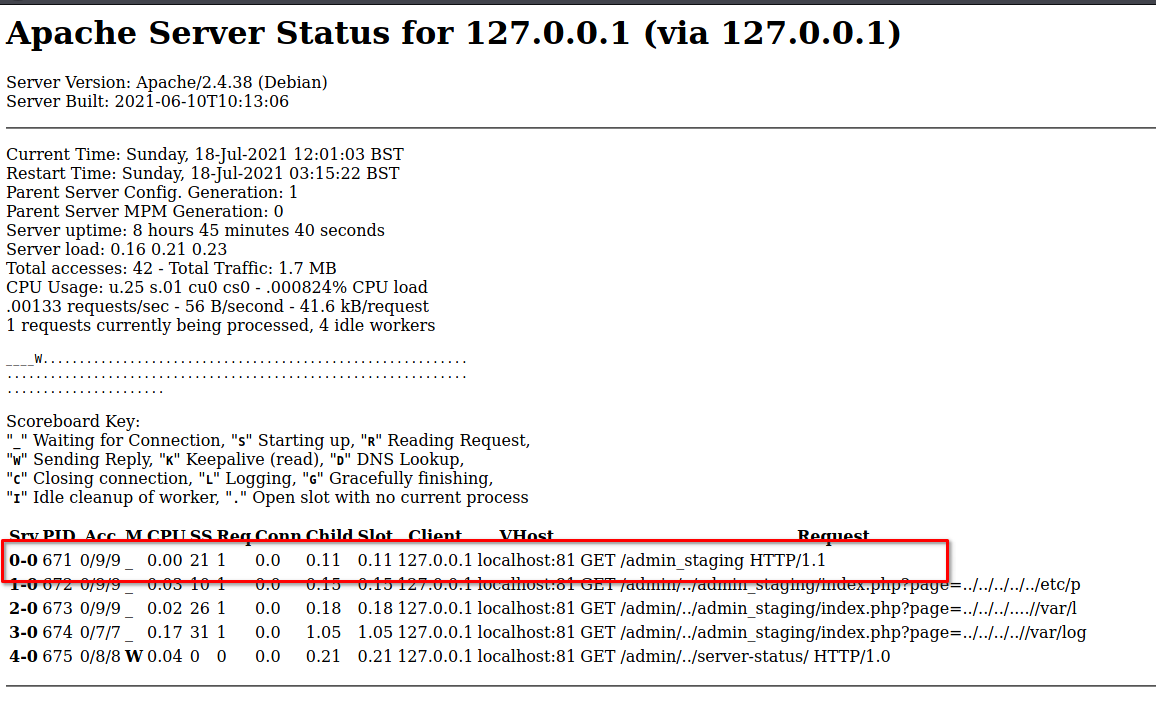 Apache Server Status for 127.0.0.1 (via 127.0.0.1)
Server Version: Apache/2.4.38 (Debian)
Server Built: 2021-06-10T10:13:06
Current Time: Sunday, 18-Jul-2021 12:01:03 BST
Restart Time: Sunday, 18-Jul-2021 03:15:22 BST
Parent Server Config. Generation: 1
Parent Server MPM Generation: 0
Server uptime: 8 hours 45 minutes 40 seconds
Server load: 0.16 0.21 0.23
Total accesses: 42 - Total Traffic: 1.7 MB
CPU Usage: u.25 s.01 cu0 cs0 - .000824% CPU load
.00133 requests/sec - 56 B/second - 41.6 kB/request
1 requests currently being processed, 4 idle workers
____W...........................................................
................................................................
......................
Scoreboard Key:
"_" Waiting for Connection, "S" Starting up, "R" Reading Request,
"W" Sending Reply, "K" Keepalive (read), "D" DNS Lookup,
"C" Closing connection, "L" Logging, "G" Gracefully finishing,
"I" Idle cleanup of worker, "." Open slot with no current process
Srv PID Acc M CPU SS Req Conn Child Slot Client VHost Request
0-0 671 0/9/9 _ 0.00 21 1 0.0 0.11 0.11 127.0.0.1 localhost:81 GET /admin_staging HTTP/1.1
1-0 672 0/9/9 _ 0.03 10 1 0.0 0.15 0.15 127.0.0.1 localhost:81 GET /admin/../admin_staging/index.php?page=../../../../../etc/p
2-0 673 0/9/9 _ 0.02 26 1 0.0 0.18 0.18 127.0.0.1 localhost:81 GET /admin/../admin_staging/index.php?page=../../../....//var/l
3-0 674 0/7/7 _ 0.17 31 1 0.0 1.05 1.05 127.0.0.1 localhost:81 GET /admin/../admin_staging/index.php?page=../../../..//var/log
4-0 675 0/8/8 W 0.04 0 0 0.0 0.21 0.21 127.0.0.1 localhost:81 GET /admin/../server-status/ HTTP/1.0